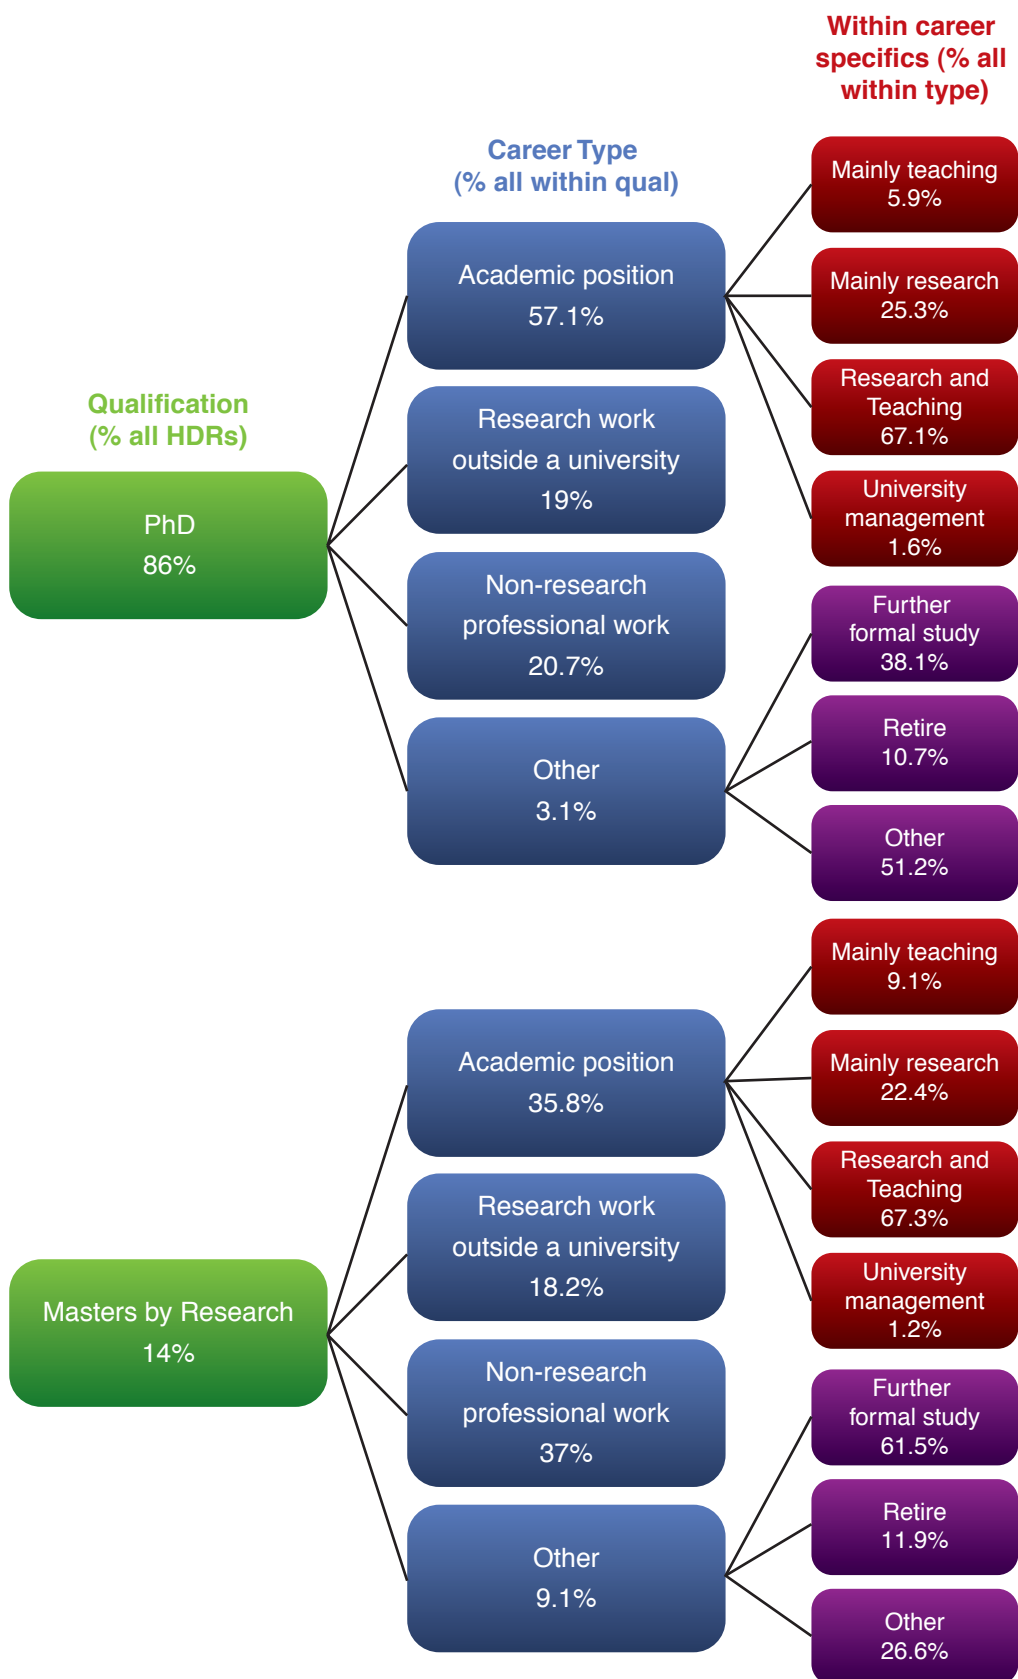 Within career
specifics (% all
within type)
Career Type
(% all within qual)
Qualification
(% all HDRs)
PhD
86%
Academic position
57.1%
Mainly teaching
5.9%
Mainly research
25.3%
Research and
Teaching
67.1%
University
management
1.6%
Research work
outside a university
19%
Non-research
professional work
20.7%
Other
3.1%
Further
formal study
38.1%
Retire
10.7%
Other
51.2%
Masters by Research
14%
Academic position
35.8%
Mainly teaching
9.1%
Mainly research
22.4%
Research and
Teaching
67.3%
University
management
1.2%
Research work
outside a university
18.2%
Non-research
professional work
37%
Other
9.1%
Further
formal study
61.5%
Retire
11.9%
Other
26.6%